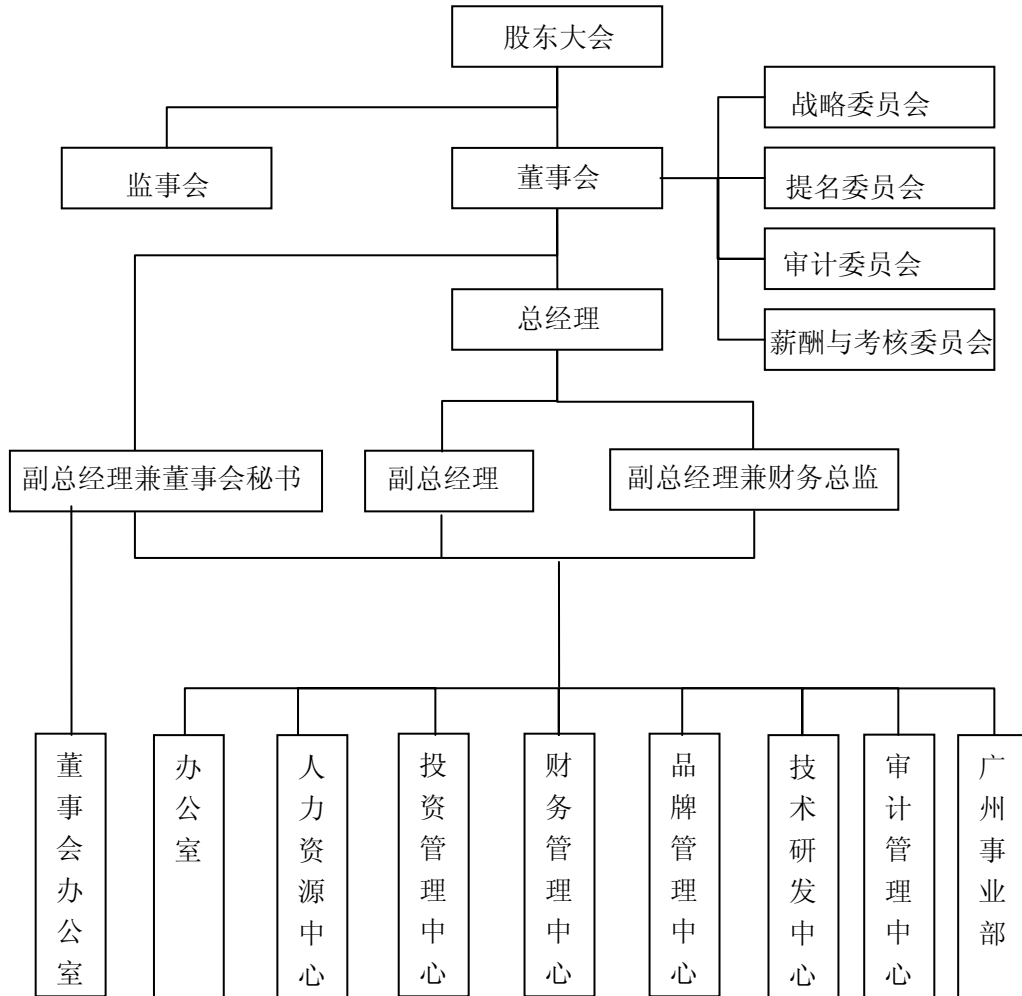 股东大会
战略委员会
监事会
董事会
提名委员会
审计委员会
总经理
薪酬与考核委员会
副总经理兼董事会秘书
副总经理
副总经理兼财务总监
董事会办公室
办公室
人力资源中心
投资管理中心
财务管理中心
品牌管理中心
技术研发中心
审计管理中心
广州事业部